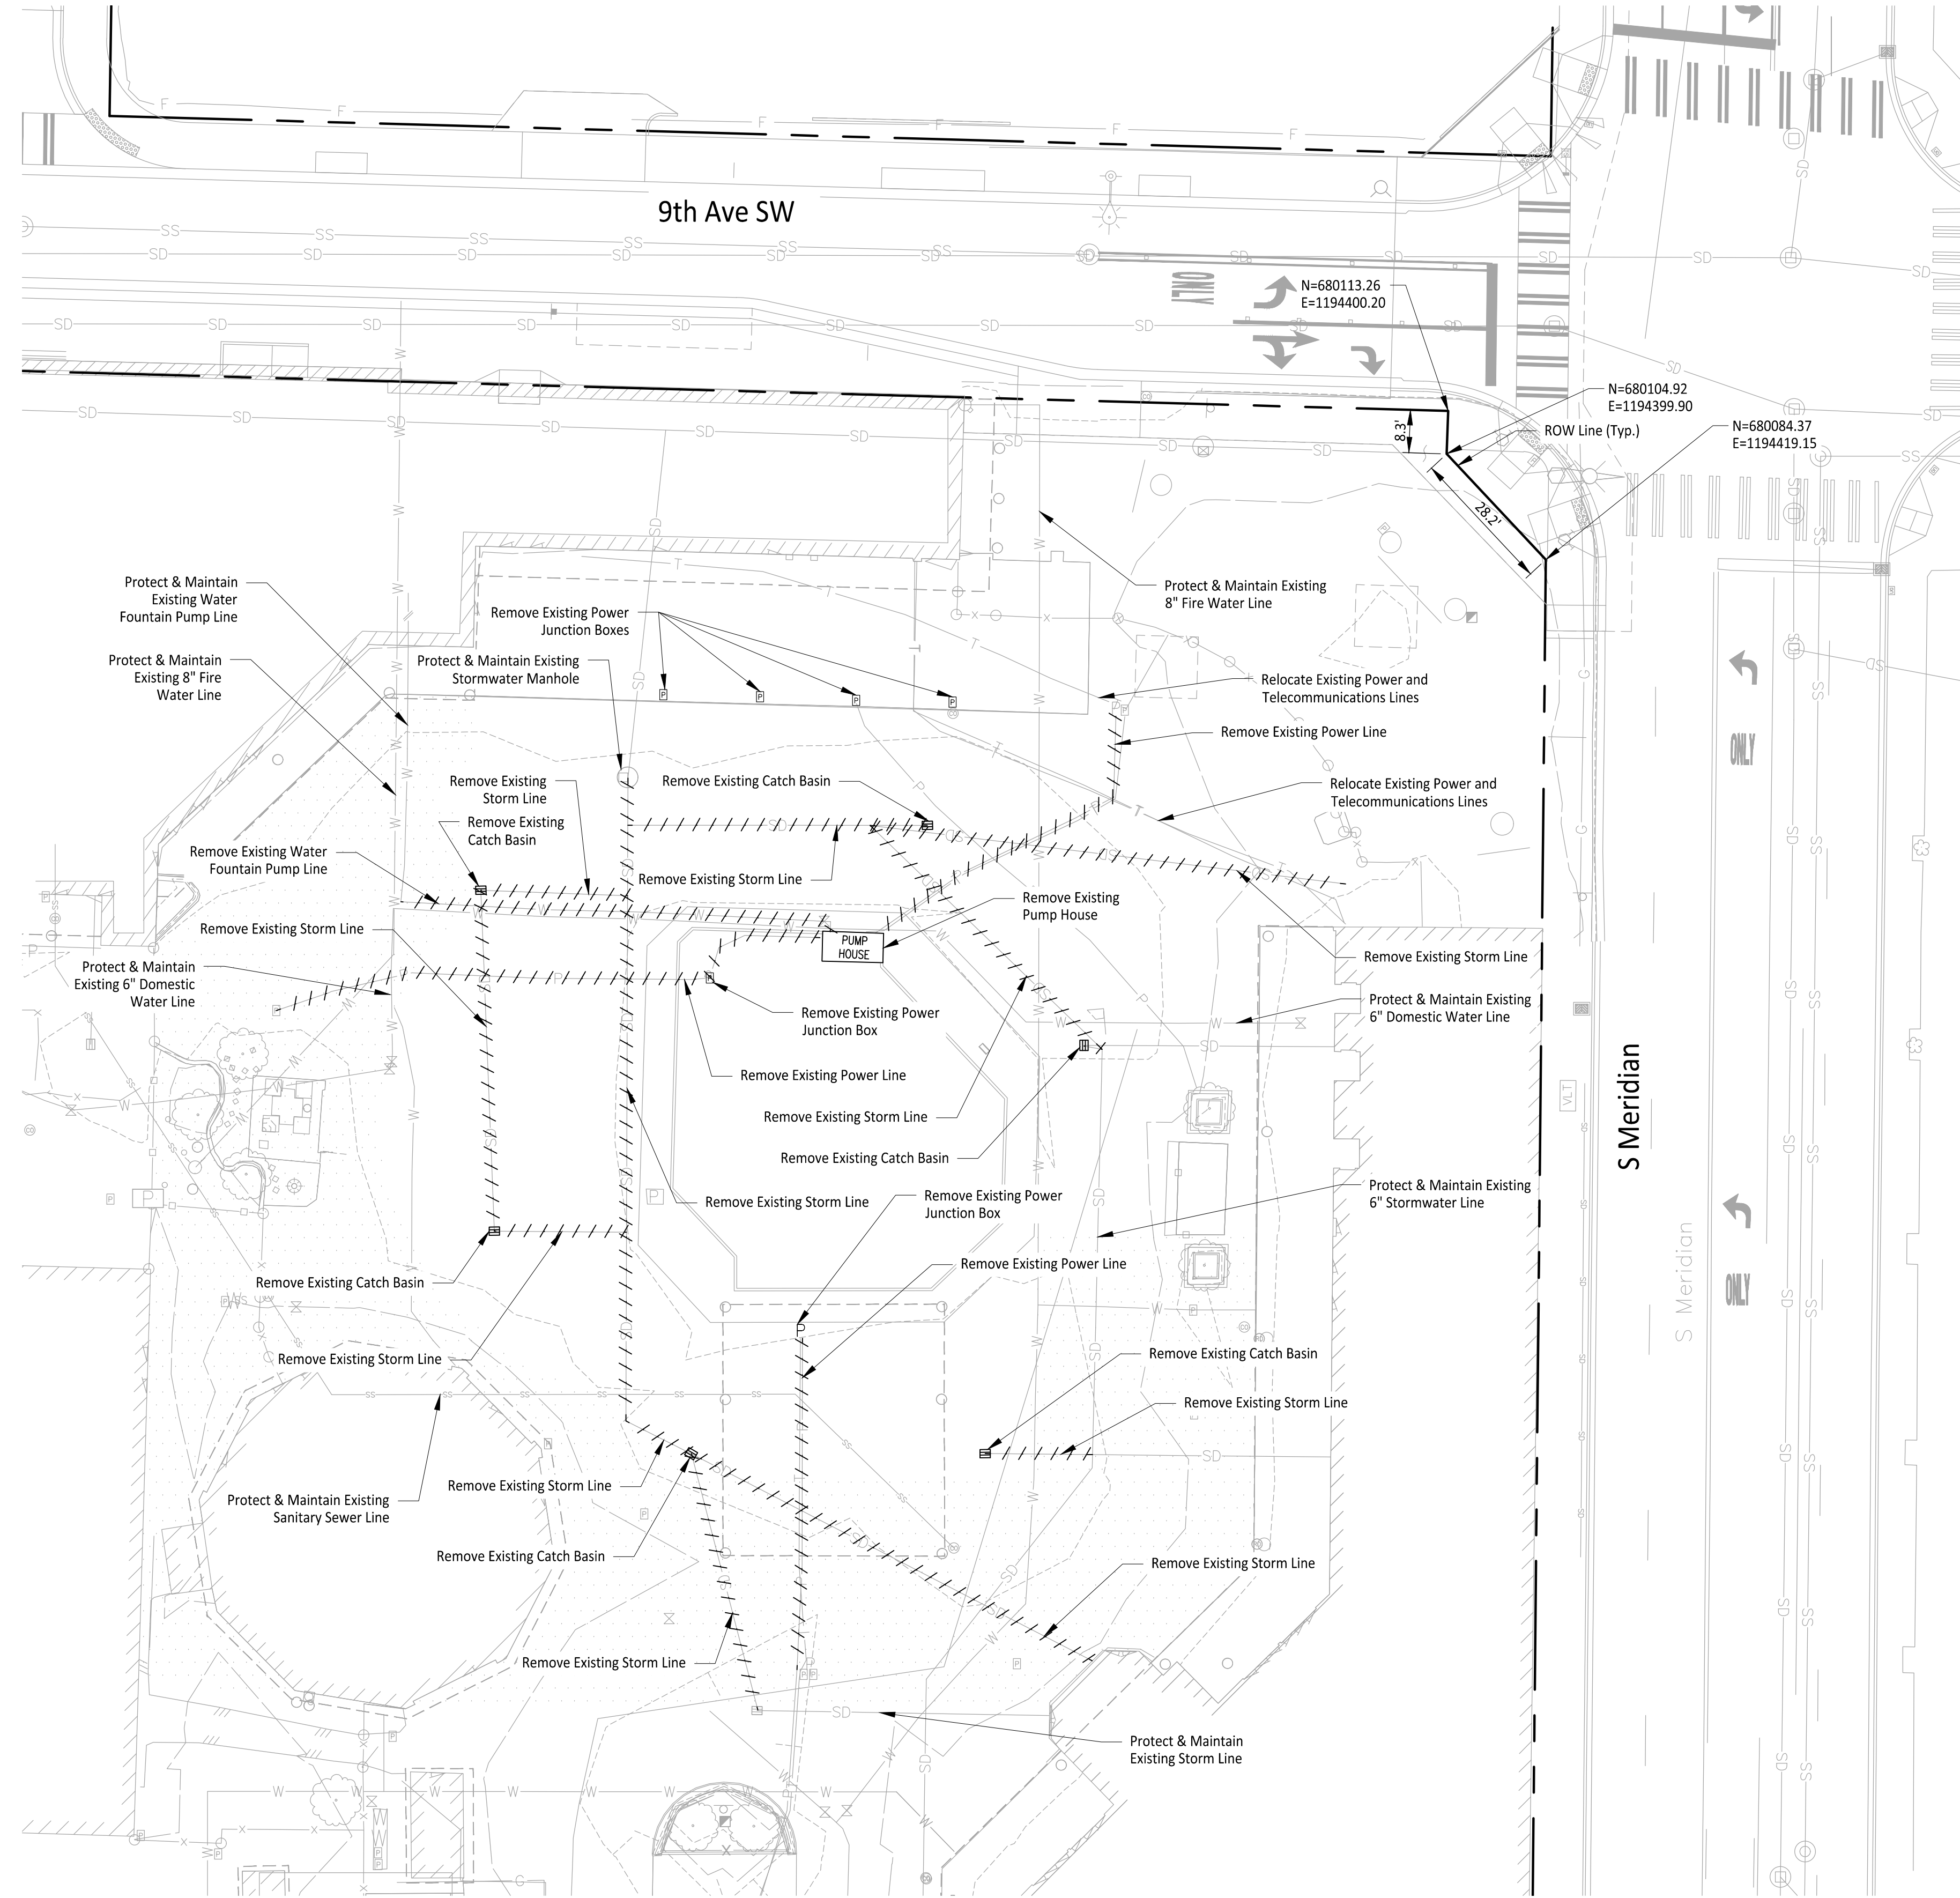 9th Ave SW
ONLY
N=680113.26
E=1194400.20
N=680104.92
E=1194399.90
ROW Line (Typ.)
N=680084.37
E=1194419.15
8.3'
28.2'
Protect & Maintain
Existing Water
Fountain Pump Line
Remove Existing Power
Junction Boxes
Protect & Maintain Existing
8" Fire Water Line
Protect & Maintain
Existing 8" Fire
Water Line
Protect & Maintain Existing
Stormwater Manhole
Relocate Existing Power and
Telecommunications Lines
Remove Existing Power Line
ONLY
Remove Existing
Storm Line
Remove Existing Catch Basin
Relocate Existing Power and
Telecommunications Lines
Remove Existing
Catch Basin
Remove Existing Water
Fountain Pump Line
Remove Existing Storm Line
Remove Existing
Pump House
Remove Existing Storm Line
PUMP
HOUSE
Remove Existing Storm Line
Protect & Maintain
Existing 6" Domestic
Water Line
Remove Existing Power
Junction Box
Protect & Maintain Existing
6" Domestic Water Line
Remove Existing Power Line
VLT
S Meridian
Remove Existing Storm Line
Remove Existing Catch Basin
Remove Existing Storm Line
Remove Existing Power
Junction Box
Protect & Maintain Existing
6" Stormwater Line
Remove Existing Catch Basin
Remove Existing Power Line
S Meridian
ONLY
Remove Existing Storm Line
Remove Existing Catch Basin
Remove Existing Storm Line
Remove Existing Storm Line
Protect & Maintain Existing
Sanitary Sewer Line
Remove Existing Catch Basin
Remove Existing Storm Line
Remove Existing Storm Line
Protect & Maintain
Existing Storm Line